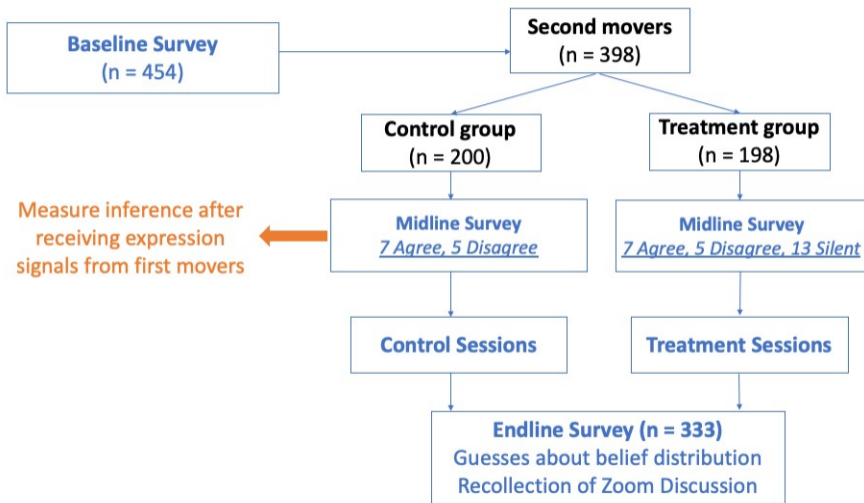 Baseline Survey
(n = 454)
Second movers
(n = 398)
Control group
(n = 200)
Treatment group
(n = 198)
Measure inference after
receiving expression
signals from first movers
Midline Survey
7 Agree, 5 Disagree
Midline Survey
7 Agree, 5 Disagree, 13 Silent
Control Sessions
Treatment Sessions
Endline Survey (n = 333)
Guesses about belief distribution
Recollection of Zoom Discussion